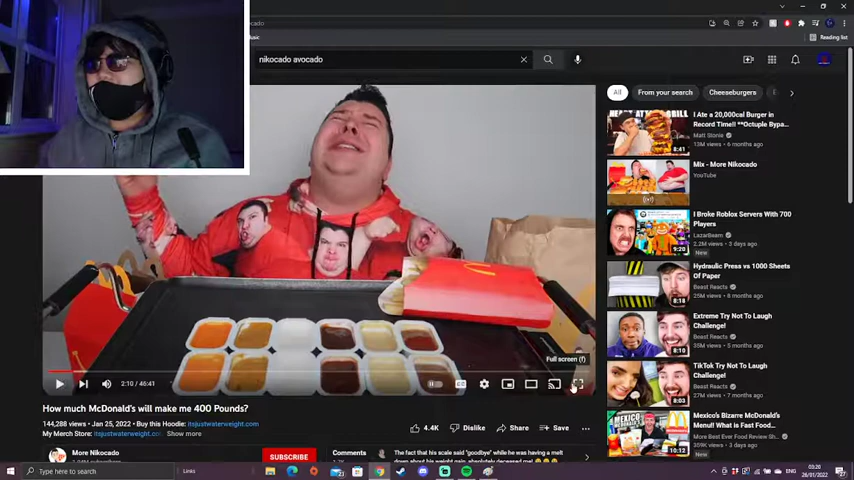 Reading list
nikocado avocado
All
From your search
Cheeseburgers
I Ate a 20,000cal Burger in
Record Time!! **Octuple Bypa...
Matt Stonie
13M views • 6 months ago
8:41
Mix - More Nikocado
YouTube
I Broke Roblox Servers With 700
Players
LazarBeam
2.2M views • 3 days ago
New
9:20
Hydraulic Press vs 1000 Sheets
Of Paper
Beast Reacts
25M views • 8 months ago
8:18
Extreme Try Not To Laugh
Challenge!
Beast Reacts
35M views • 5 months ago
8:10
TikTok Try Not To Laugh
Challenge!
Beast Reacts
27M views • 7 months ago
8:03
Mexico's Bizarre McDonald's
Menu! What is Fast Food...
More Best Ever Food Review Sh...
New
10:12
Full screen (f)
2:10 / 46:41
How much McDonald's will make me 400 Pounds?
144,288 views • Jan 25, 2022 • Buy this Hoodie: itsjustwaterweight.com
My Merch Store: itsjustwaterweight.com Show more
4.4K
Dislike
Share
Save
More Nikocado
SUBSCRIBE
Comments
The fact that his scale said "goodbye" while he was having a melt
Type here to search
Links
ENG
03:20
26/01/2022